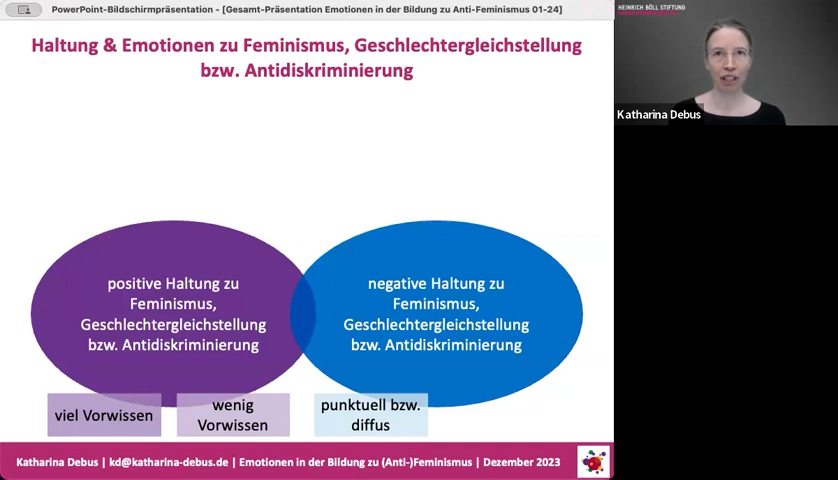 PowerPoint-Bildschirmpräsentation - [Gesamt-Präsentation Emotionen in der Bildung zu Anti-Feminismus 01-24]
HEINRICH BÖLL STIFTUNG
Haltung & Emotionen zu Feminismus, Geschlechtergleichstellung
bzw. Antidiskriminierung
Katharina Debus
positive Haltung zu
Feminismus,
Geschlechtergleichstellung
bzw. Antidiskriminierung
negative Haltung zu
Feminismus,
Geschlechtergleichstellung
bzw. Antidiskriminierung
viel Vorwissen
wenig
Vorwissen
punktuell bzw.
diffus
Katharina Debus | kd@katharina-debus.de | Emotionen in der Bildung zu (Anti-)Feminismus | Dezember 2023